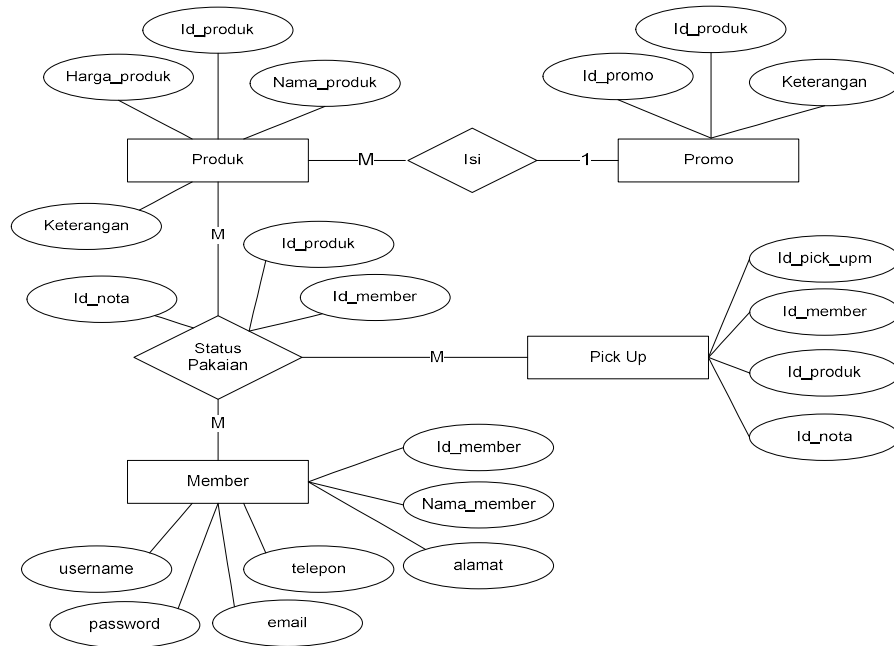 Id_produk
Id_produk
Harga_produk
Nama_produk
Id_promo
Keterangan
Produk
M
Isi
1
Promo
Keterangan
M
Id_produk
Id_pick_upm
Id_nota
Id_member
Id_member
Status
Pakaian
M
Pick Up
Id_produk
M
Id_nota
Id_member
Member
Nama_member
username
telepon
alamat
password
email